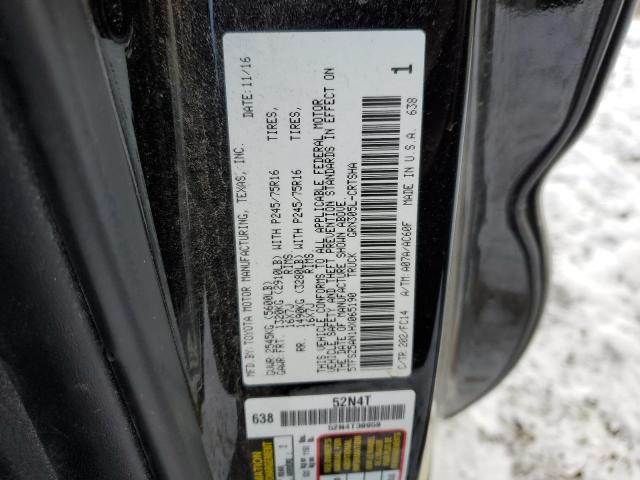 MFD.BY TOYOTA MOTOR MANUFACTURING, TEXAS, INC. DATE: 11/16
GVWR 2545KG (5600LB)
GAWR FRT. 1320KG (2910LB) WITH P245/75R16 TIRES,
16X7J RIMS,
RR. 1490KG (3280LB) WITH P245/75R16 TIRES,
16X7J RIMS,
THIS VEHICLE CONFORMS TO ALL APPLICABLE FEDERAL MOTOR
VEHICLE SAFETY AND THEFT PREVENTION STANDARDS IN EFFECT ON
THE DATE OF MANUFACTURE SHOWN ABOVE.
5TFSZ5AN1HX065190 TRUCK GRN305L-CRTSHA
C/TR: 202/FC14 A/TM: A07A/AC60F MADE IN U.S.A. 638
1
638 52N4T